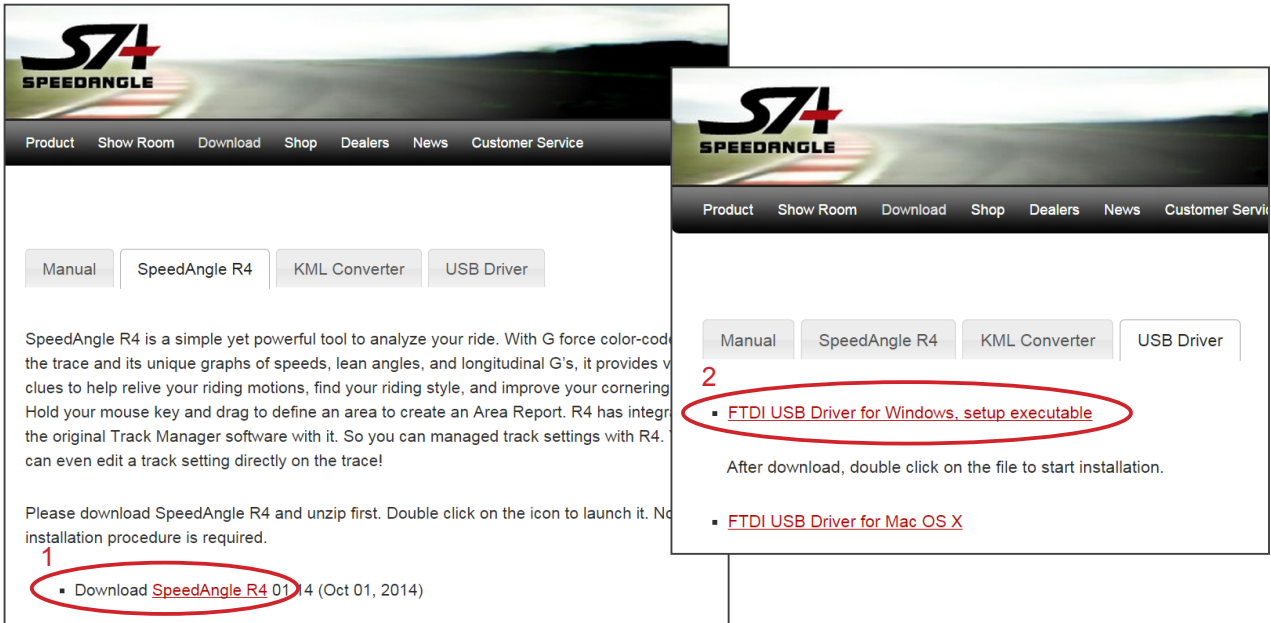 S7+
SPEEDANGLE
Product Show Room Download Shop Dealers News Customer Service
Manual SpeedAngle R4 KML Converter USB Driver
SpeedAngle R4 is a simple yet powerful tool to analyze your ride. With G force color-code
the trace and its unique graphs of speeds, lean angles, and longitudinal G's, it provides v
clues to help relive your riding motions, find your riding style, and improve your cornering
Hold your mouse key and drag to define an area to create an Area Report. R4 has integr
the original Track Manager software with it. So you can managed track settings with R4.
can even edit a track setting directly on the trace!
Please download SpeedAngle R4 and unzip first. Double click on the icon to launch it. No
installation procedure is required.
1
▪ Download SpeedAngle R4 01.14 (Oct 01, 2014)
S7+
SPEEDANGLE
Product Show Room Download Shop Dealers News Customer Servi
Manual SpeedAngle R4 KML Converter USB Driver
2
▪ FTDI USB Driver for Windows, setup executable
After download, double click on the file to start installation.
▪ FTDI USB Driver for Mac OS X